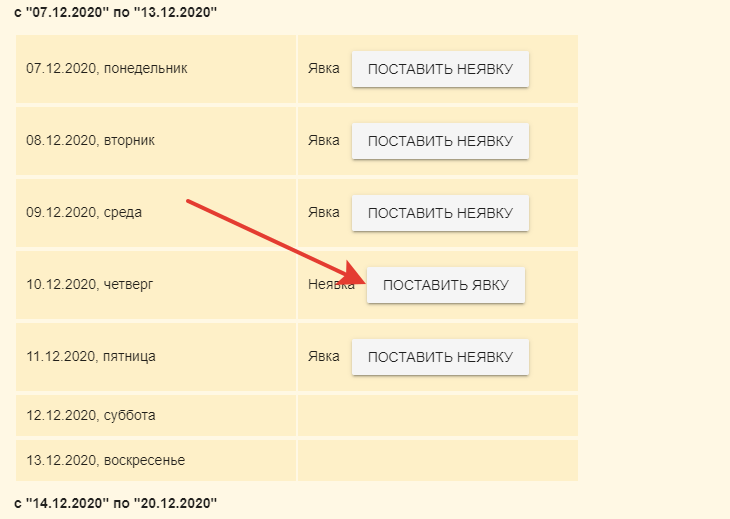 с "07.12.2020" по "13.12.2020"
07.12.2020, понедельник Явка ПОСТАВИТЬ НЕЯВКУ
08.12.2020, вторник Явка ПОСТАВИТЬ НЕЯВКУ
09.12.2020, среда Явка ПОСТАВИТЬ НЕЯВКУ
10.12.2020, четверг Неявка ПОСТАВИТЬ ЯВКУ
11.12.2020, пятница Явка ПОСТАВИТЬ НЕЯВКУ
12.12.2020, суббота
13.12.2020, воскресенье
с "14.12.2020" по "20.12.2020"